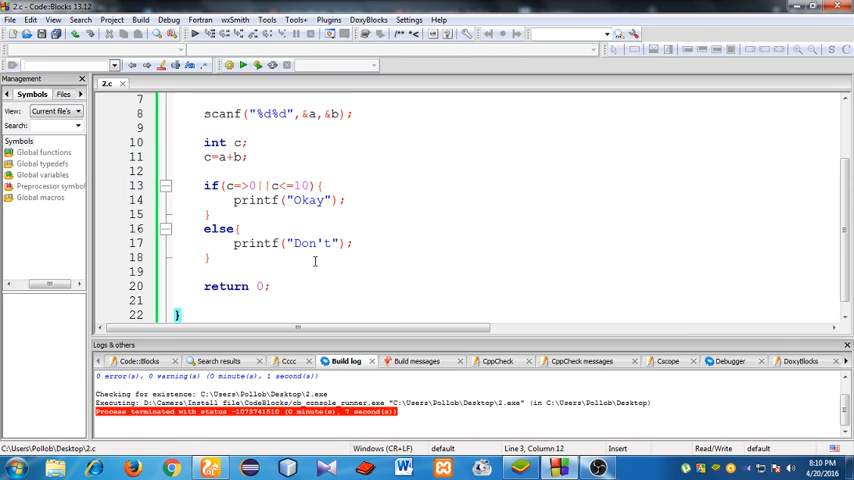 2.c - Code::Blocks 13.12
File Edit View Search Project Build Debug Fortran wxSmith Tools Tools+ Plugins DoxyBlocks Settings Help
/** *<
S C
Management
Symbols Files
View: Current file's
Search:
Symbols
Global functions
Global typedefs
Global variables
Preprocessor symbol
Global macros
2.c
7
8 scanf("%d%d",&a,&b);
9
10 int c;
11 c=a+b;
12
13 if(c=>0||c<=10){
14 printf("Okay");
15 }
16 else{
17 printf("Don't");
18 }
19
20 return 0;
21
22 }
Logs & others
Code::Blocks Search results Cccc Build log Build messages CppCheck CppCheck messages Cscope Debugger DoxyBlocks
0 error(s), 0 warning(s) (0 minute(s), 1 second(s))
Checking for existence: C:\Users\Pollob\Desktop\2.exe
Executing: D:\Camera\Install file\CodeBlocks/cb_console_runner.exe "C:\Users\Pollob\Desktop\2.exe" (in C:\Users\Pollob\Desktop)
Process terminated with status -1073741510 (0 minute(s), 7 second(s))
C:\Users\Pollob\Desktop\2.c Windows (CR+LF) default Line 3, Column 12 Insert Read/Write default
8:10 PM
4/20/2016